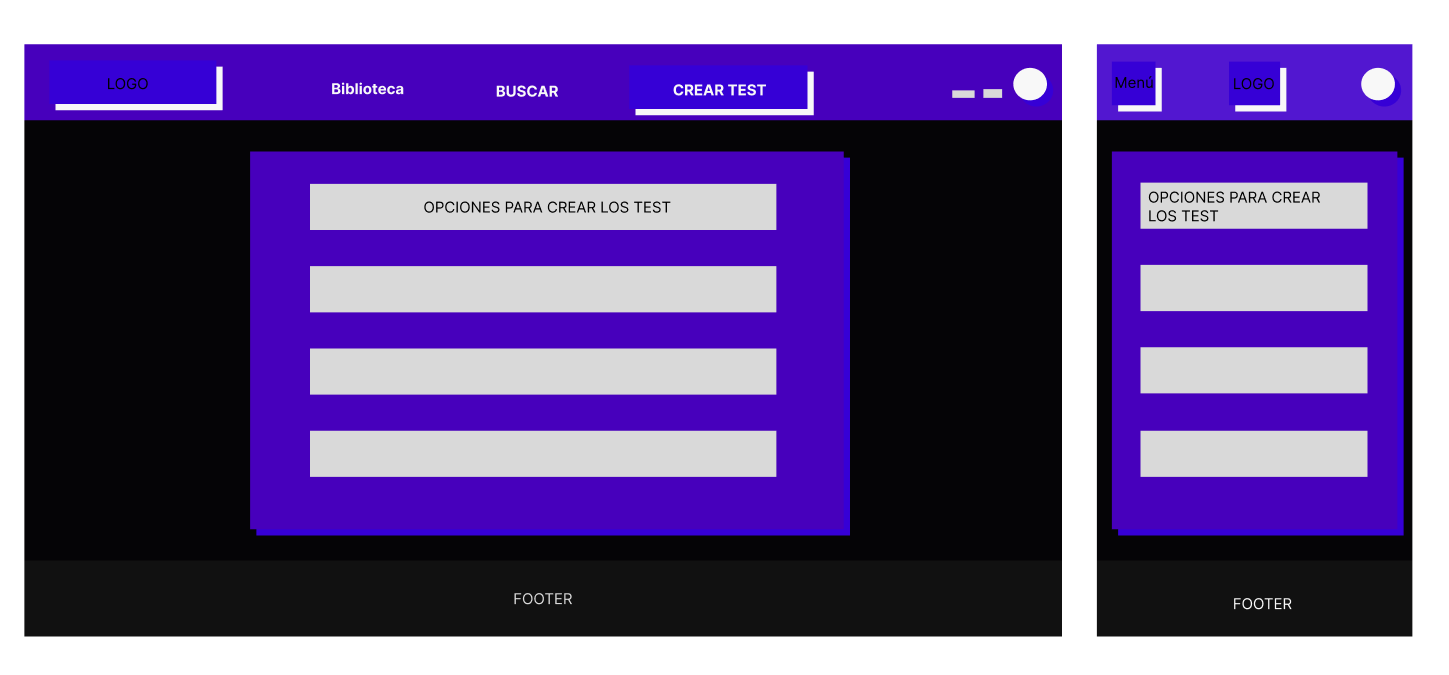 LOGO
Biblioteca
BUSCAR
CREAR TEST
OPCIONES PARA CREAR LOS TEST
FOOTER
Menú
LOGO
OPCIONES PARA CREAR
LOS TEST
FOOTER